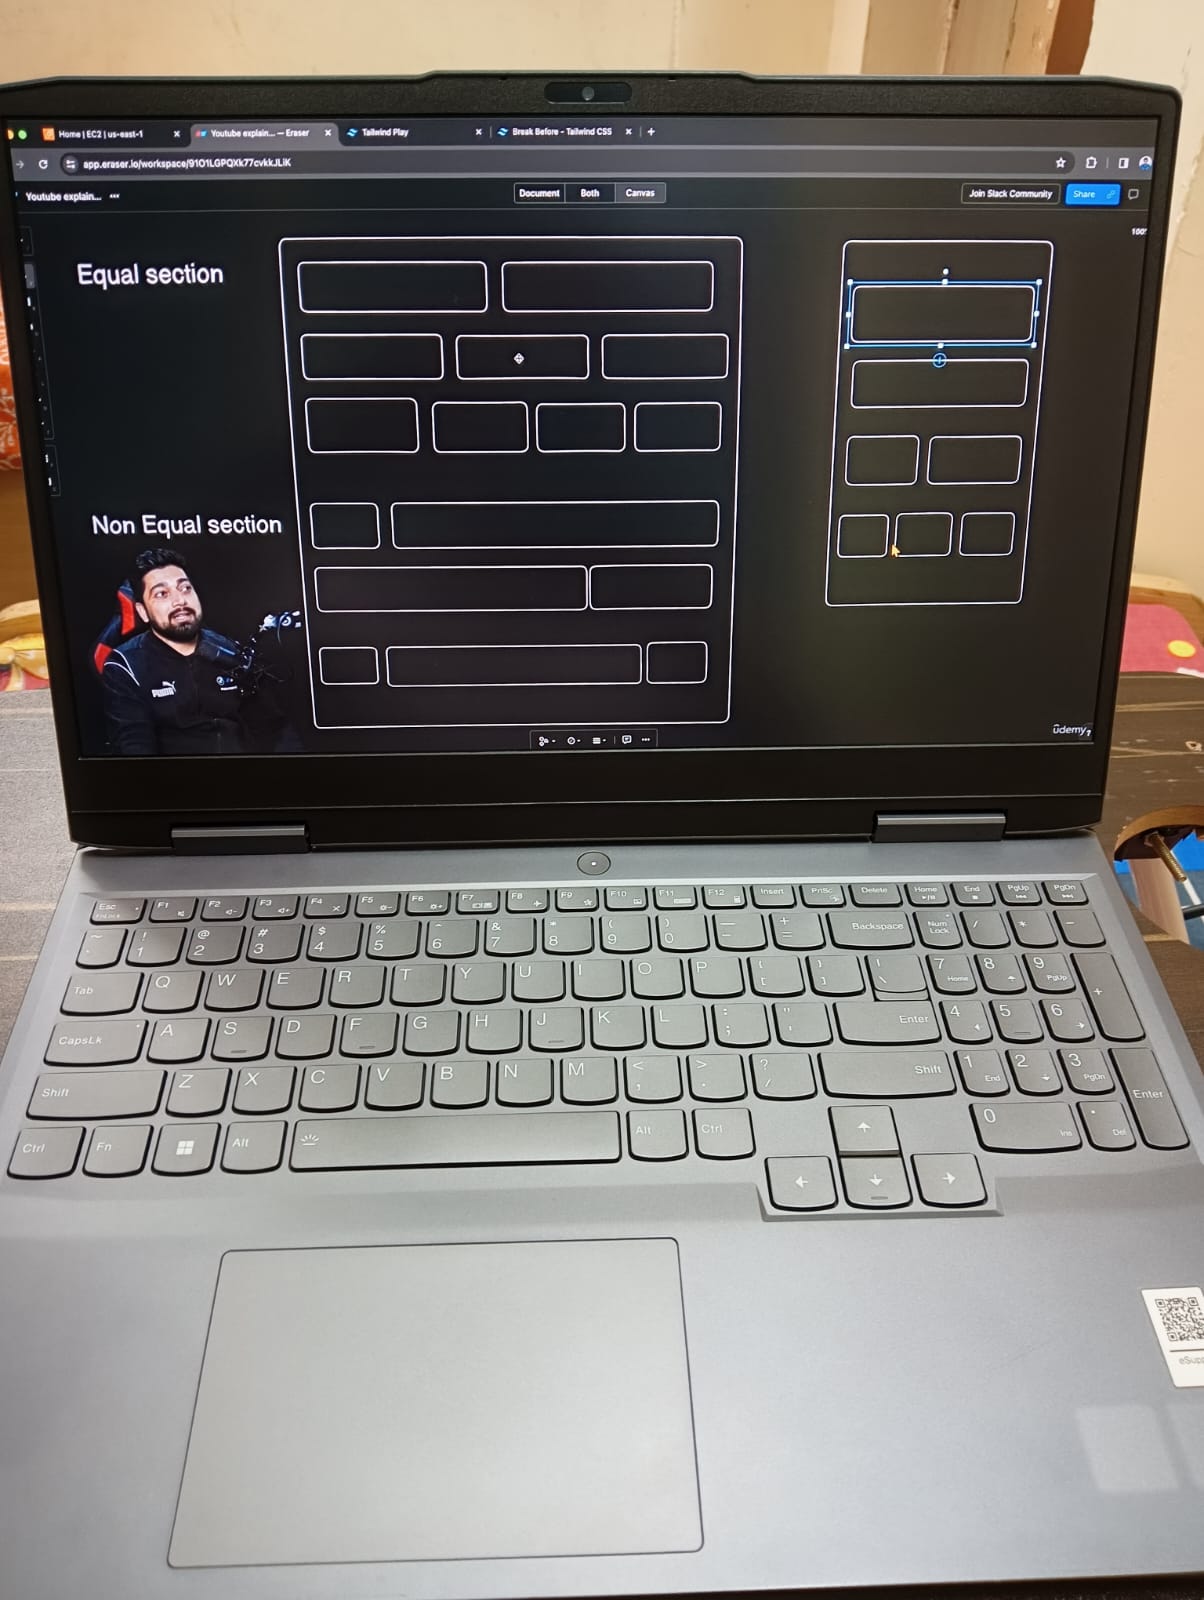 Home | EC2 | us-east-1
Youtube explain... — Eraser
Tailwind Play
Break Before - Tailwind CSS
app.eraser.io/workspace/9101LGPQXk77cvkkJLiK
Youtube explain...
Document Both Canvas
Join Slack Community
Share
Equal section
Non Equal section
PUMA
ûdemy
Esc F1 F2 F3 F4 F5 F6 F7 F8 F9 F10 F11 F12 Insert PrtSc Delete Home End PgUp PgDn
FnLock
~ ! @ # $ % ^ & * ( ) — + Backspace Num Lock / * -
` 1 2 3 4 5 6 7 8 9 0 - =
Tab Q W E R T Y U I O P { [ } ] | \ 7 Home 8 9 PgUp +
CapsLk A S D F G H J K L : ; " ' Enter 4 5 6
Shift Z X C V B N M < , > . ? / Shift 1 End 2 3 PgDn Enter
Ctrl Fn Alt Alt Ctrl 0 Ins . Del